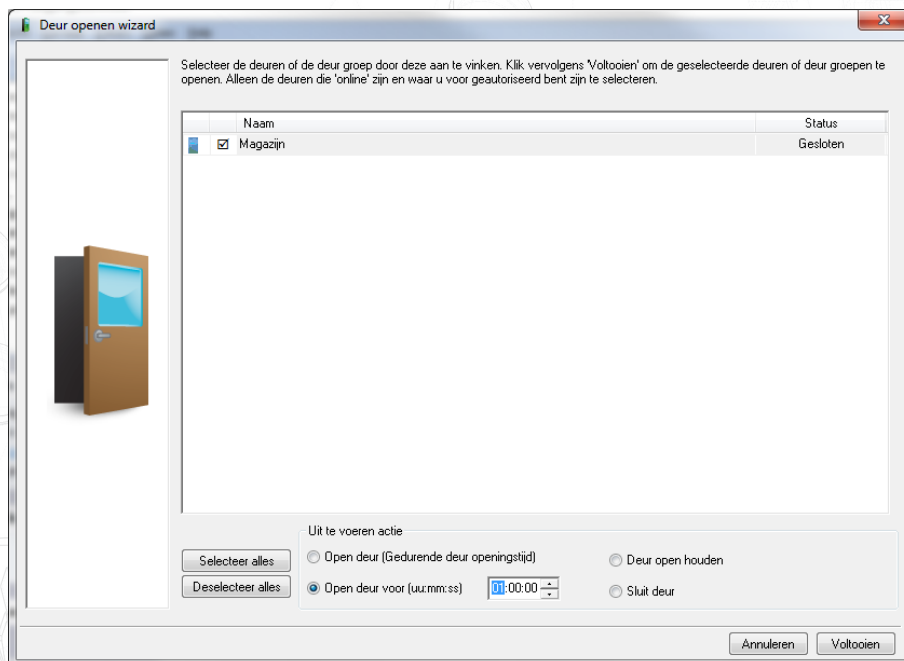 Deur openen wizard
Selecteer de deuren of de deur groep door deze aan te vinken. Klik vervolgens 'Voltooien' om de geselecteerde deuren of deur groepen te
openen. Alleen de deuren die 'online' zijn en waar u voor geautoriseerd bent zijn te selecteren.
Naam Status
Magazijn Gesloten
Uit te voeren actie
Selecteer alles
Deselecteer alles
Open deur (Gedurende deur openingstijd)
Deur open houden
Open deur voor (uu:mm:ss) 01:00:00
Sluit deur
Annuleren Voltooien